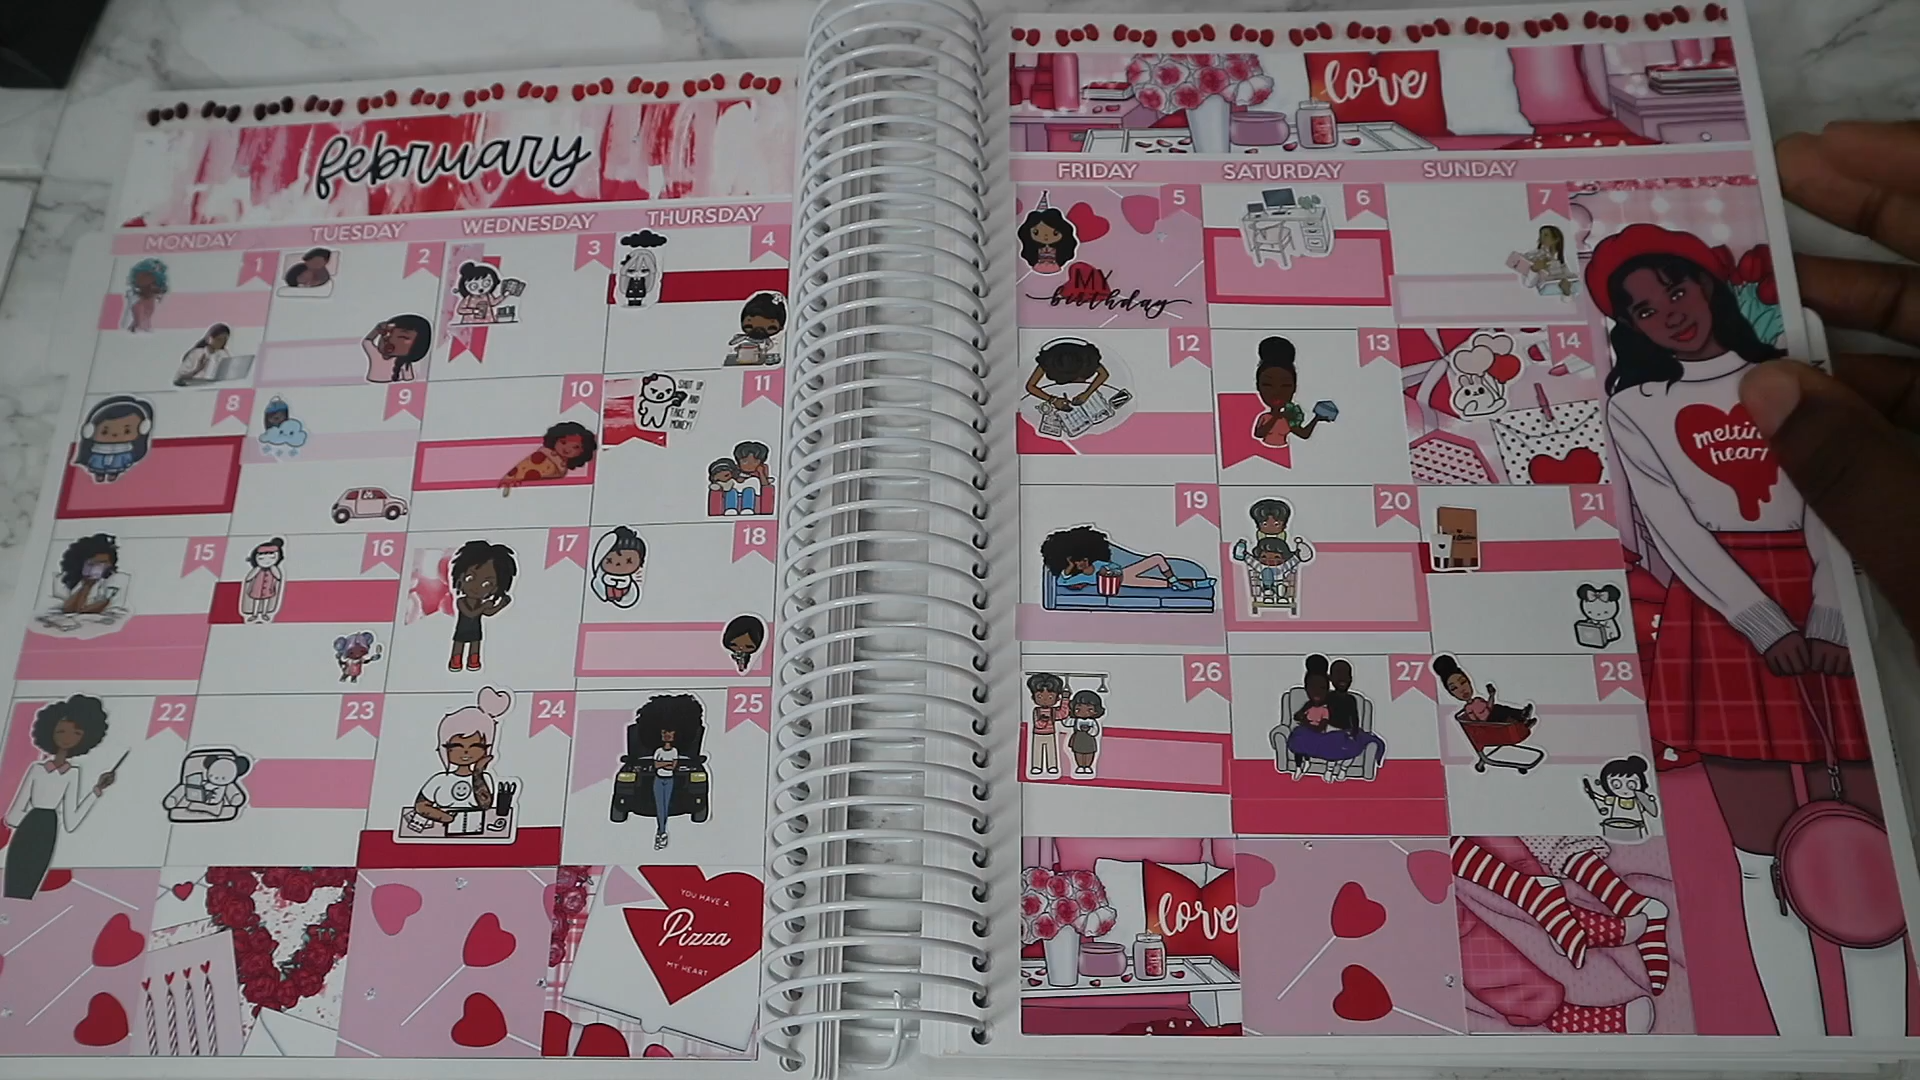 february
love
MONDAY TUESDAY WEDNESDAY THURSDAY
FRIDAY SATURDAY SUNDAY
1 2 3 4
5 6 7
MY
birthday
8 9 10 11
SHUT UP
AND
TAKE MY
MONEY!
12 13 14
meltin
heart
15 16 17 18
19 20 21
22 23 24 25
26 27 28
YOU HAVE A
Pizza
MY HEART
love